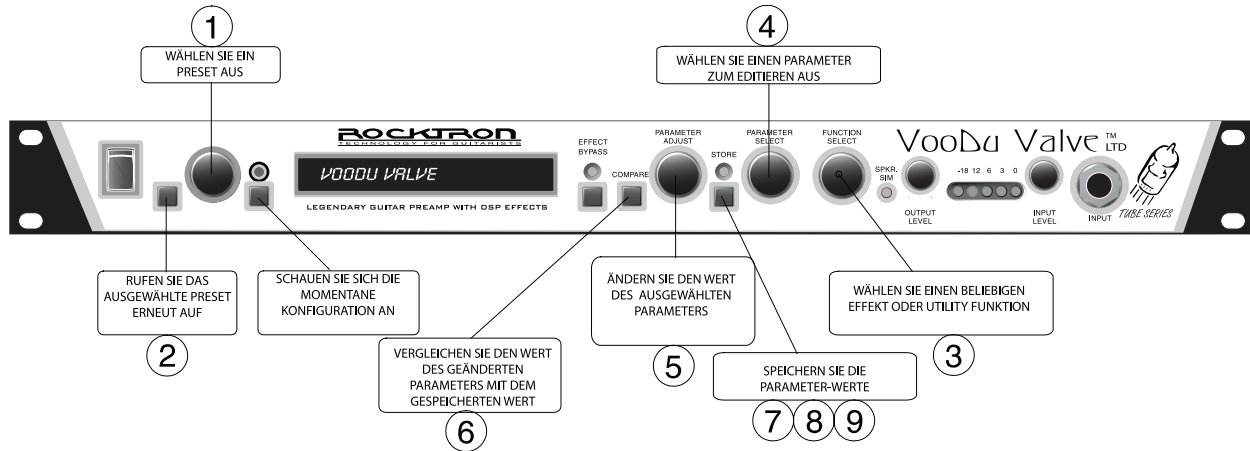 1
WÄHLEN SIE EIN
PRESET AUS
4
WÄHLEN SIE EINEN PARAMETER
ZUM EDITIEREN AUS
ROCKTRON
TECHNOLOGY FOR GUITARISTS
VOODU VALVE
LEGENDARY GUITAR PREAMP WITH DSP EFFECTS
EFFECT
BYPASS
COMPARE
PARAMETER
ADJUST
STORE
PARAMETER
SELECT
FUNCTION
SELECT
SPKR.
SIM
VooDu Valve TM
LTD
OUTPUT
LEVEL
-18 12 6 3 0
INPUT
LEVEL
INPUT
TUBE SERIES
RUFEN SIE DAS
AUSGEWÄHLTE PRESET
ERNEUT AUF
2
SCHAUEN SIE SICH DIE
MOMENTANE
KONFIGURATION AN
VERGLEICHEN SIE DEN WERT
DES GEÄNDERTEN
PARAMETERS MIT DEM
GESPEICHERTEN WERT
6
ÄNDERN SIE DEN WERT
DES AUSGEWÄHLTEN
PARAMETERS
5
SPEICHERN SIE DIE
PARAMETER-WERTE
7 8 9
WÄHLEN SIE EINEN BELIEBIGEN
EFFEKT ODER UTILITY FUNKTION
3